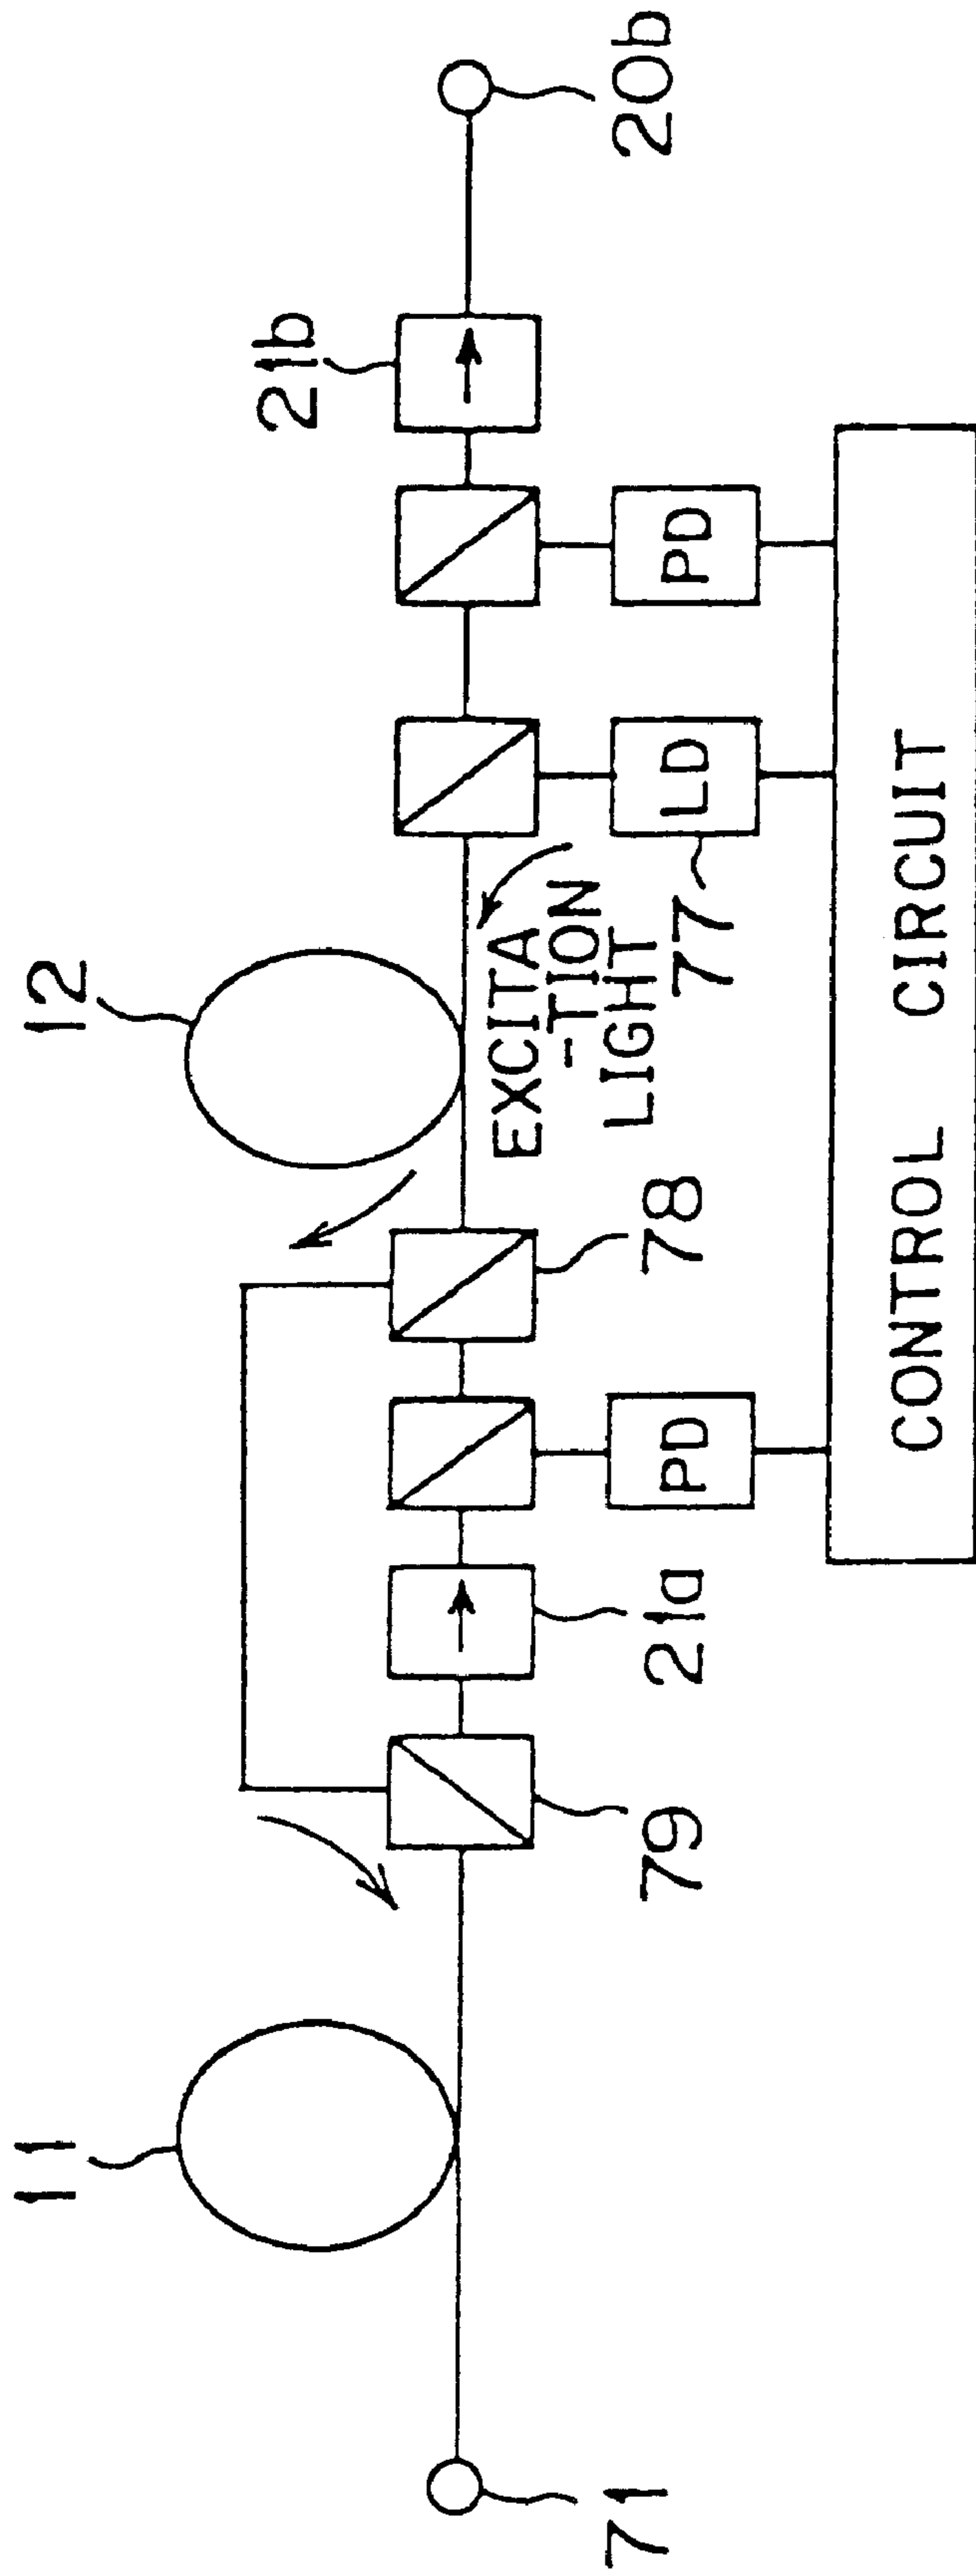 11
12
21b
71
79
21a
78
EXCITA
-TION
LIGHT
77
20b
PD
LD
PD
CONTROL CIRCUIT